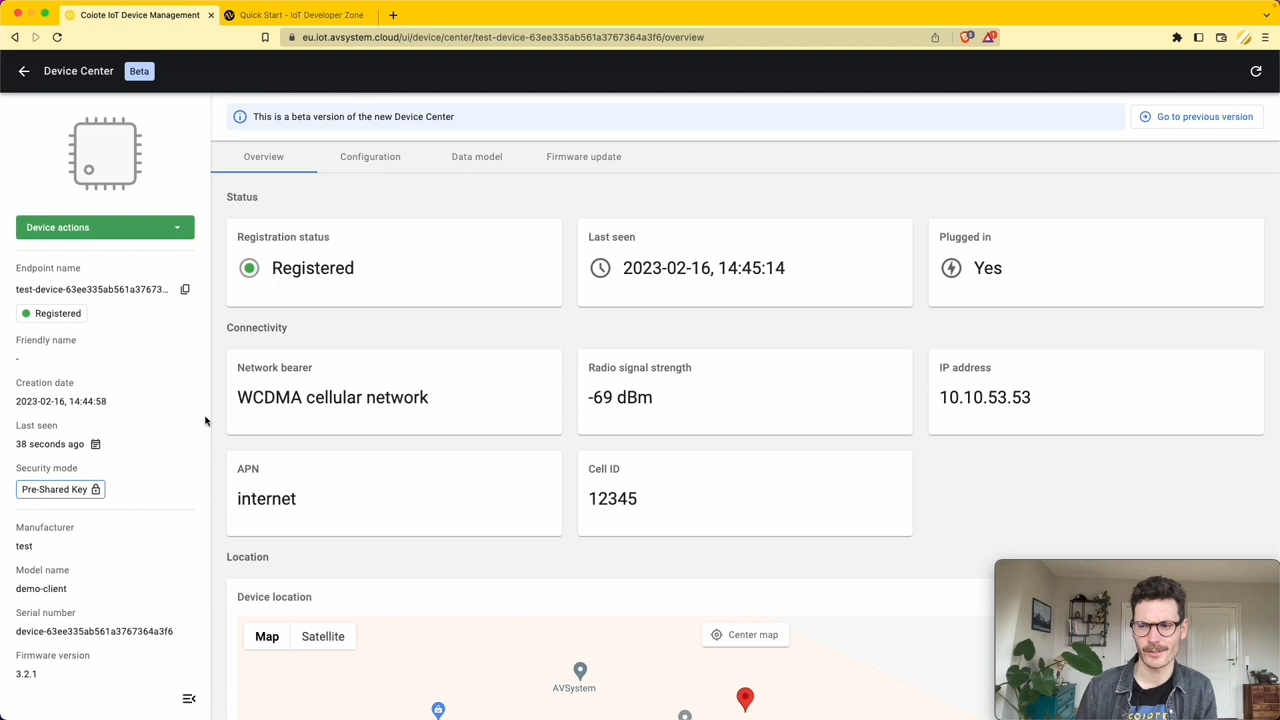 Coiote IoT Device Management
Quick Start - IoT Developer Zone
eu.iot.avsystem.cloud/ui/device/center/test-device-63ee335ab561a3767364a3f6/overview
Device Center
Beta
This is a beta version of the new Device Center
Go to previous version
Overview
Configuration
Data model
Firmware update
Device actions
Endpoint name
test-device-63ee335ab561a37673...
Registered
Friendly name
-
Creation date
2023-02-16, 14:44:58
Last seen
38 seconds ago
Security mode
Pre-Shared Key
Manufacturer
test
Model name
demo-client
Serial number
device-63ee335ab561a3767364a3f6
Firmware version
3.2.1
Status
Registration status
Registered
Last seen
2023-02-16, 14:45:14
Plugged in
Yes
Connectivity
Network bearer
WCDMA cellular network
Radio signal strength
-69 dBm
IP address
10.10.53.53
APN
internet
Cell ID
12345
Location
Device location
Map
Satellite
Center map
AVSystem